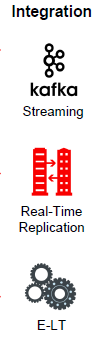 Integration
kafka
Streaming
Real-Time
Replication
E-LT